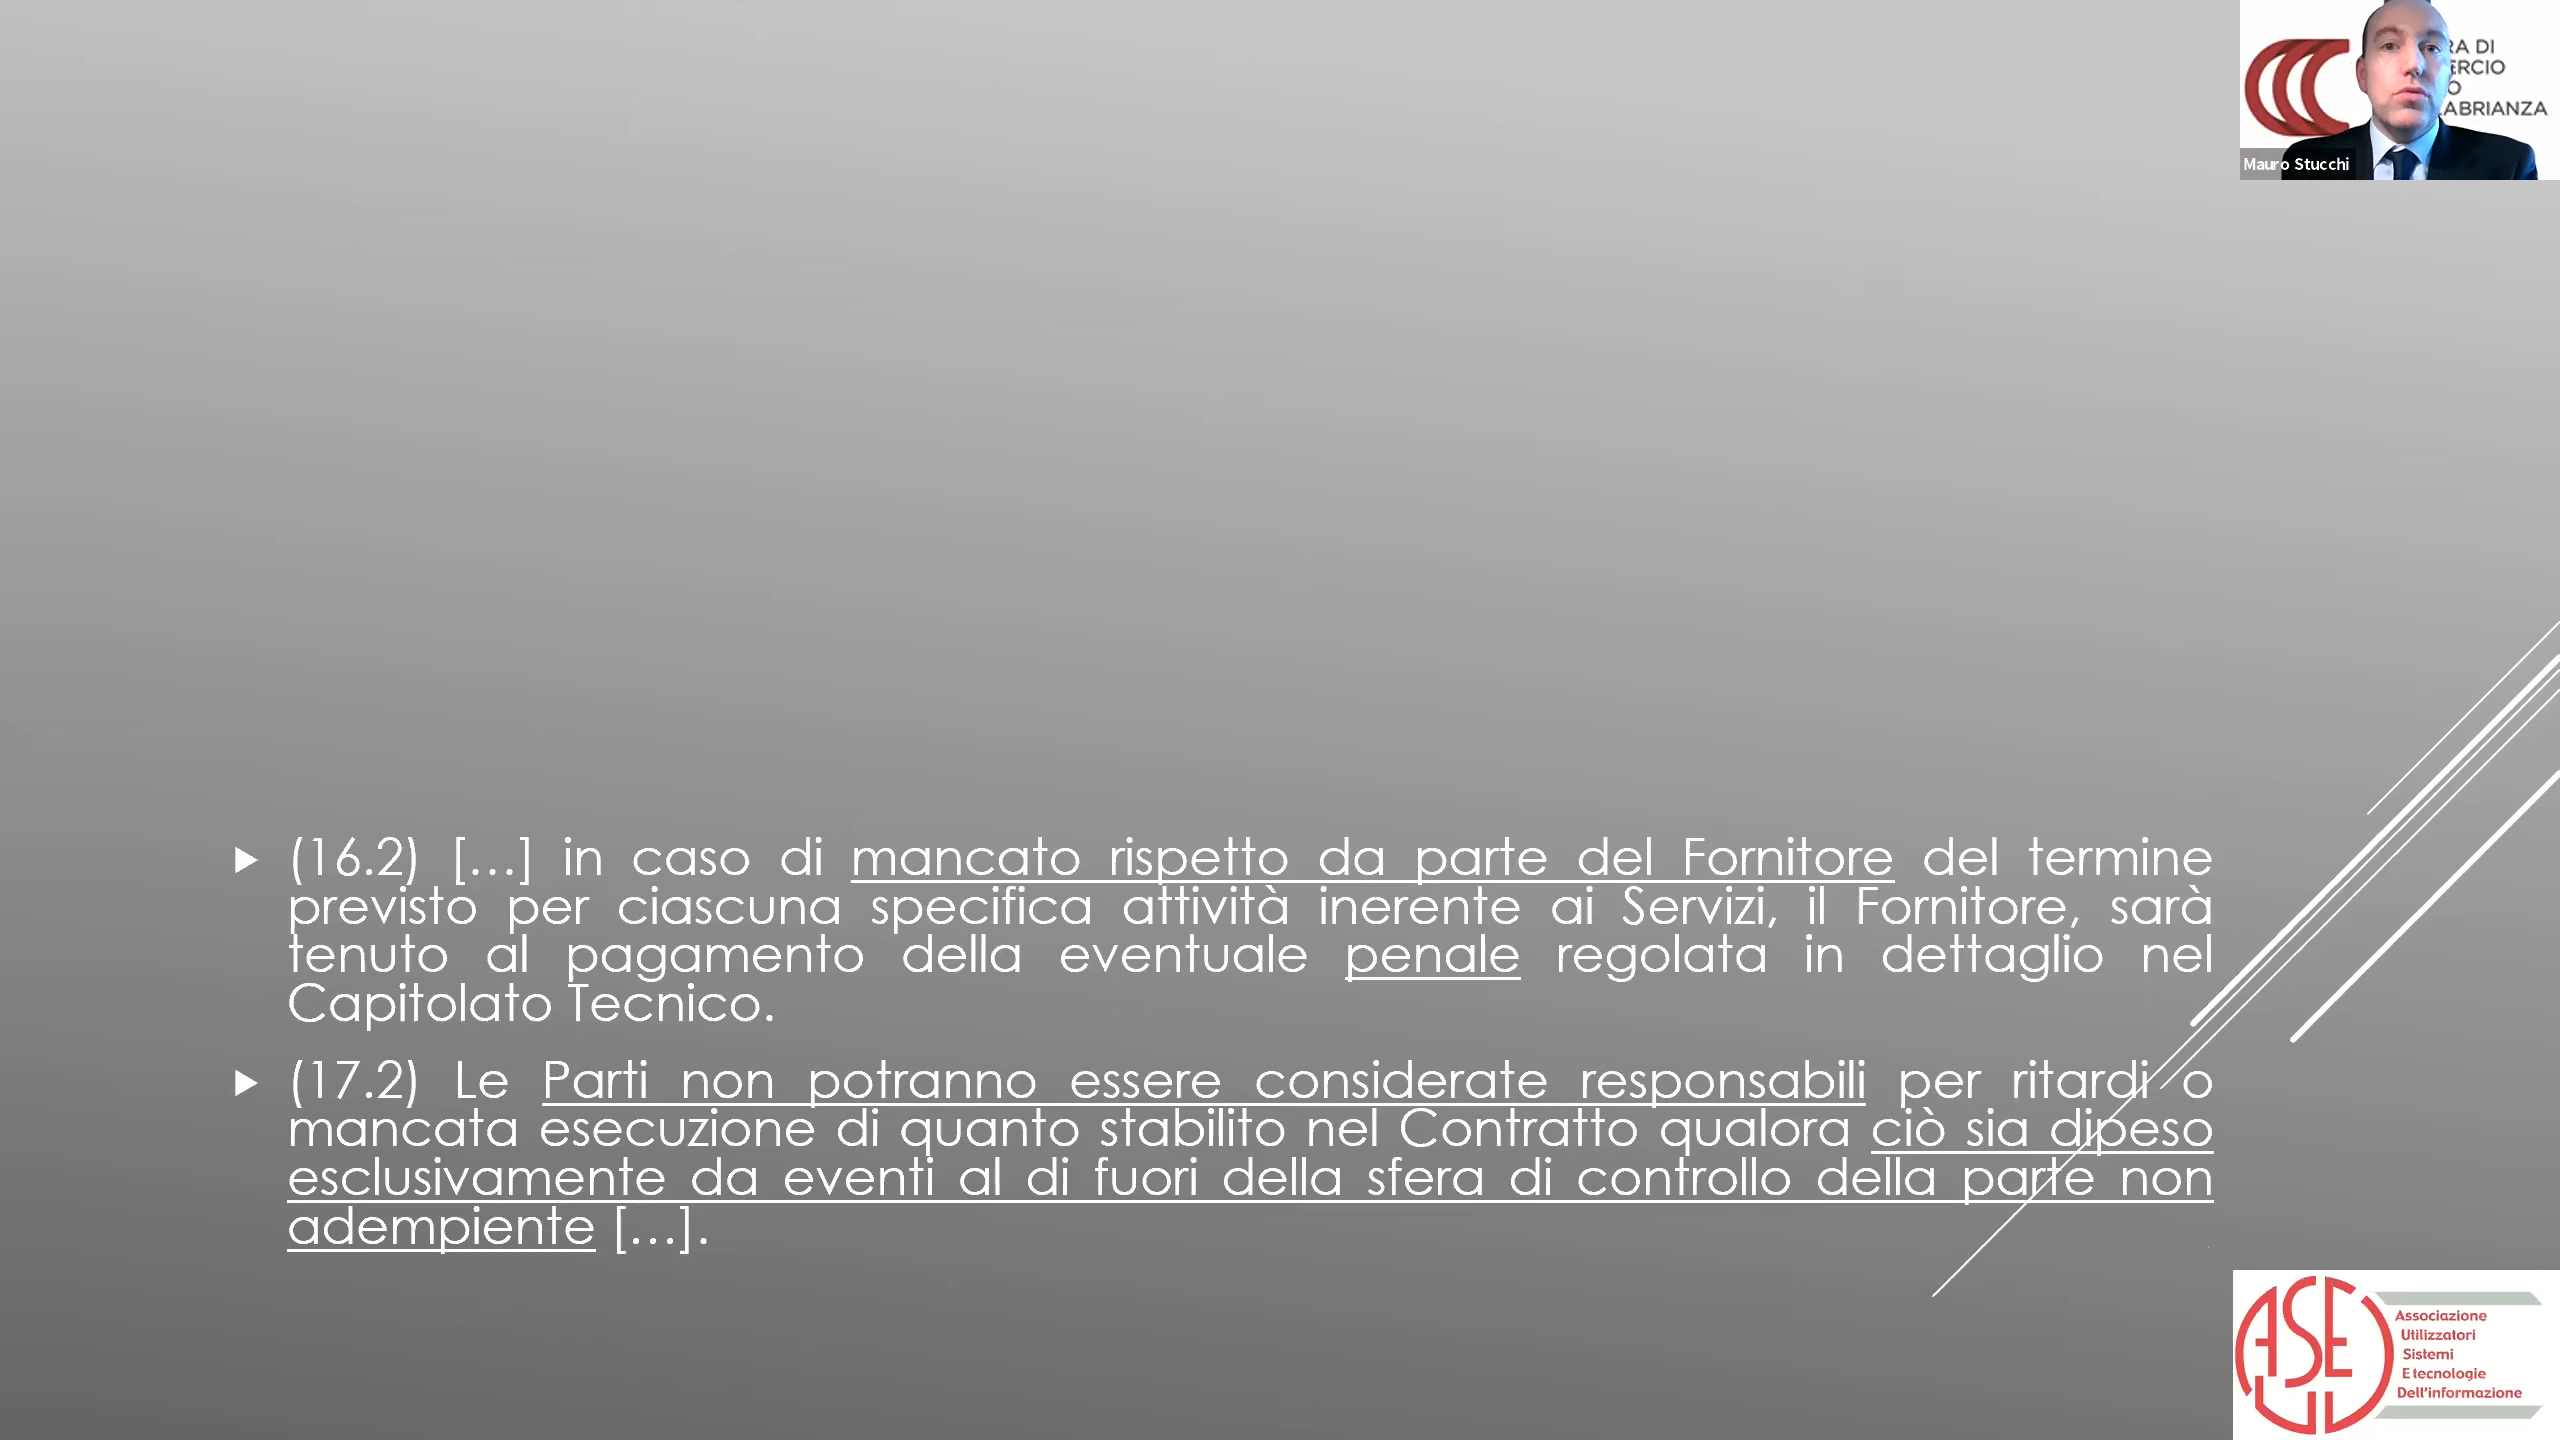 RA DI
ERCIO
O
ABRIANZA
Mauro Stucchi
(16.2) […] in caso di mancato rispetto da parte del Fornitore del termine
previsto per ciascuna specifica attività inerente ai Servizi, il Fornitore, sarà
tenuto al pagamento della eventuale penale regolata in dettaglio nel
Capitolato Tecnico.
(17.2) Le Parti non potranno essere considerate responsabili per ritardi o
mancata esecuzione di quanto stabilito nel Contratto qualora ciò sia dipeso
esclusivamente da eventi al di fuori della sfera di controllo della parte non
adempiente […].
AUSED
Associazione
Utilizzatori
Sistemi
E tecnologie
Dell'informazione